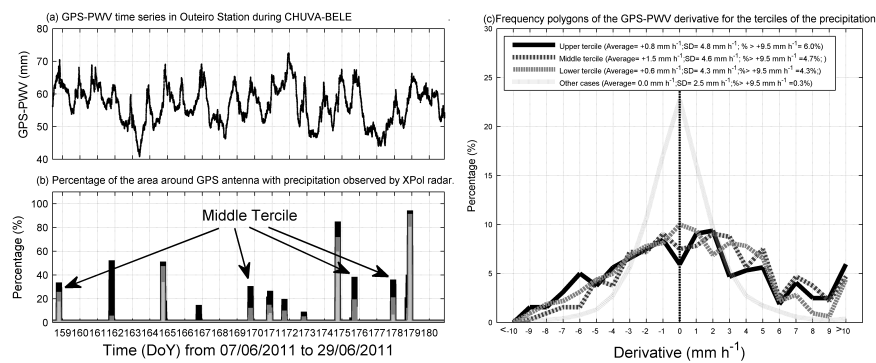 (a) GPS-PWV time series in Outeiro Station during CHUVA-BELE
GPS-PWV (mm)
80
70
60
50
40
159160161162163164165166167168169170171172173174175176177178179180
(b) Percentage of the area around GPS antenna with precipitation observed by XPol radar.
Percentage (%)
100
80
60
40
20
0
Middle Tercile
159160161162163164165166167168169170171172173174175176177178179180
Time (DoY) from 07/06/2011 to 29/06/2011
(c)Frequency polygons of the GPS-PWV derivative for the terciles of the precipitation
Upper tercile (Average= +0.8 mm h-1;SD= 4.8 mm h-1; % > +9.5 mm h-1= 6.0%)
Middle tercile (Average= +1.5 mm h-1;SD= 4.6 mm h-1; %> +9.5 mm h-1 =4.7%; )
Lower tercile (Average= +0.6 mm h-1;SD= 4.3 mm h-1;%> +9.5 mm h-1 =4.3%;)
Other cases (Average= 0.0 mm h-1;SD= 2.5 mm h-1;%> +9.5 mm h-1 =0.3%)
Percentage (%)
30
20
10
5
0
<-10 -9 -8 -7 -6 -5 -4 -3 -2 -1 0 1 2 3 4 5 6 7 8 9 >10
Derivative (mm h-1)